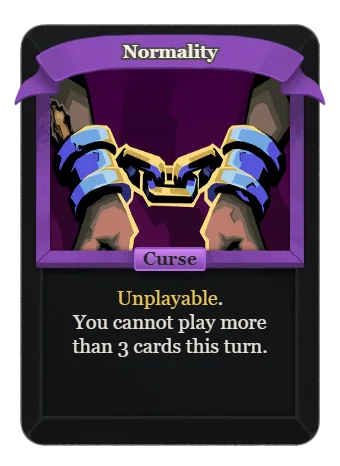 Normality
Curse
Unplayable.
You cannot play more
than 3 cards this turn.